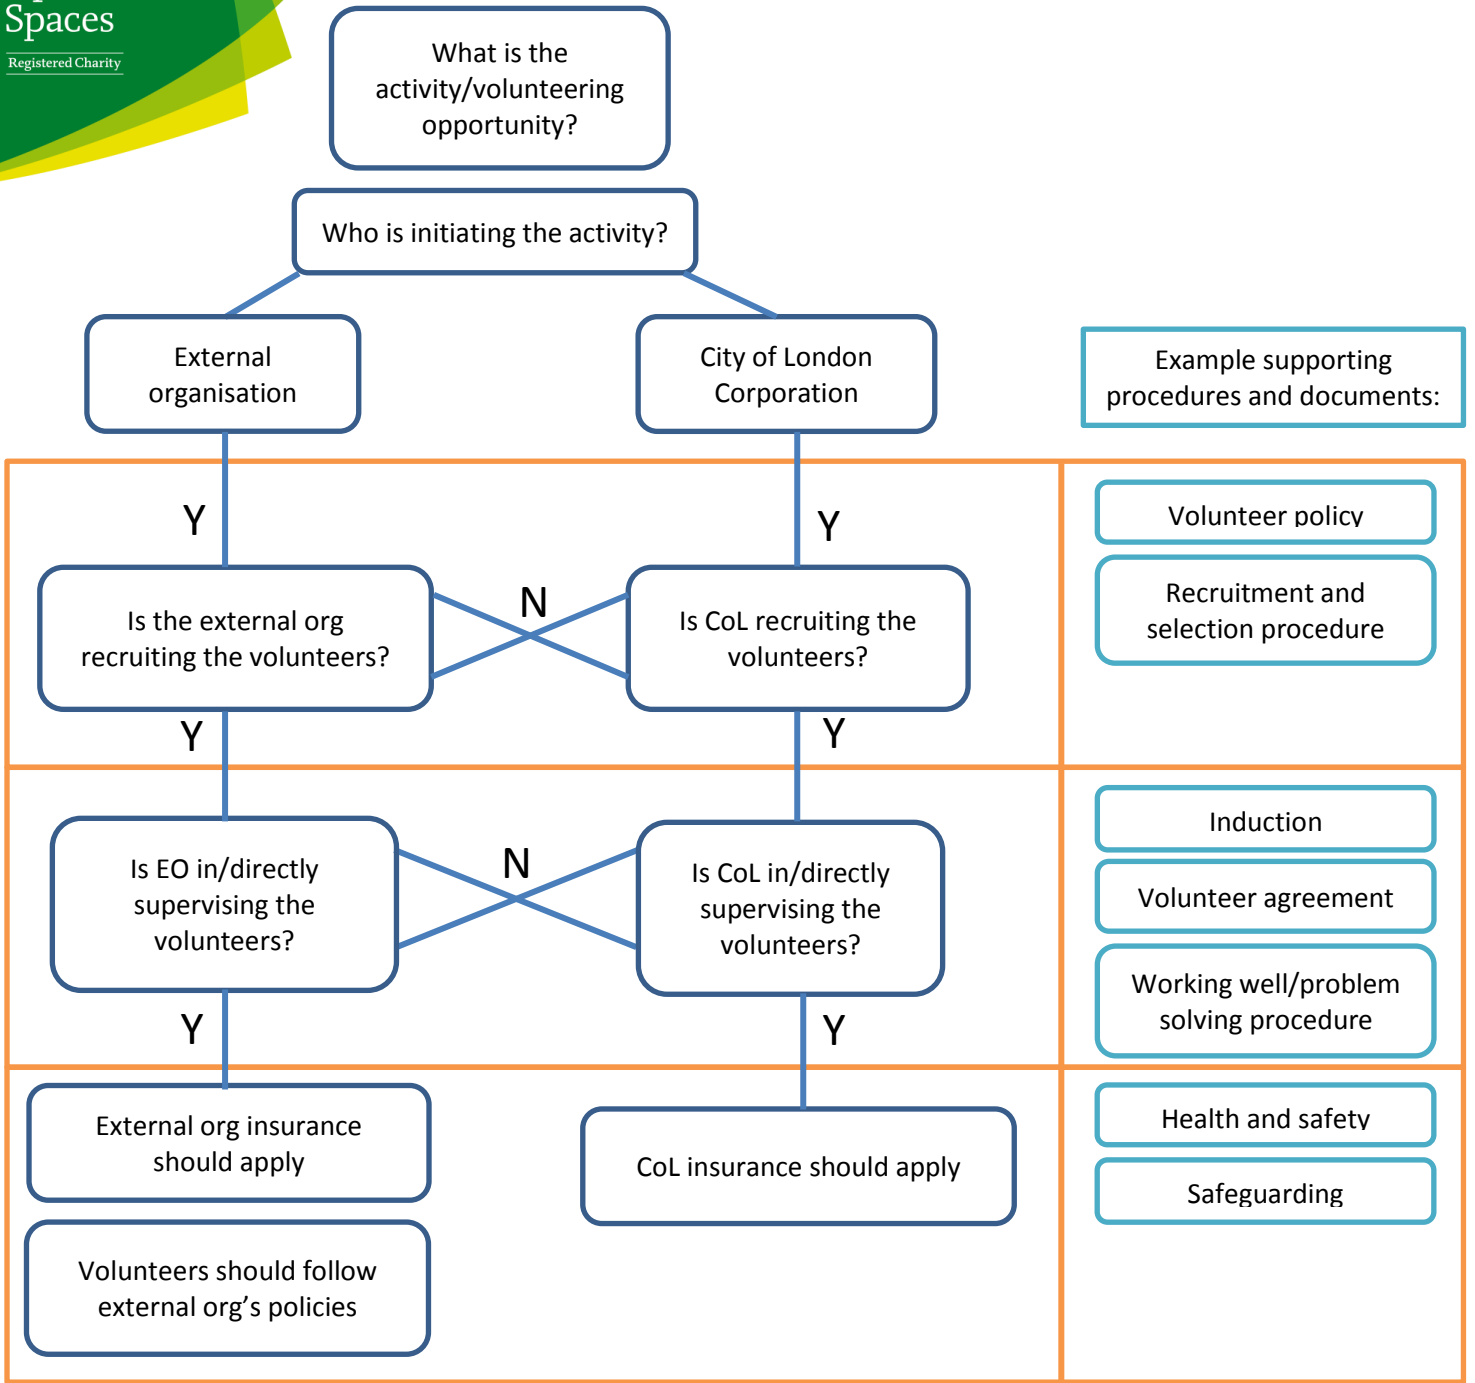 Spaces
Registered Charity
What is the
activity/volunteering
opportunity?
Who is initiating the activity?
External
organisation
City of London
Corporation
Example supporting
procedures and documents:
Y
Y
Volunteer policy
Is the external org
recruiting the volunteers?
N
Is CoL recruiting the
volunteers?
Recruitment and
selection procedure
Y
Y
Is EO in/directly
supervising the
volunteers?
N
Is CoL in/directly
supervising the
volunteers?
Induction
Volunteer agreement
Working well/problem
solving procedure
Y
Y
External org insurance
should apply
CoL insurance should apply
Health and safety
Safeguarding
Volunteers should follow
external org’s policies